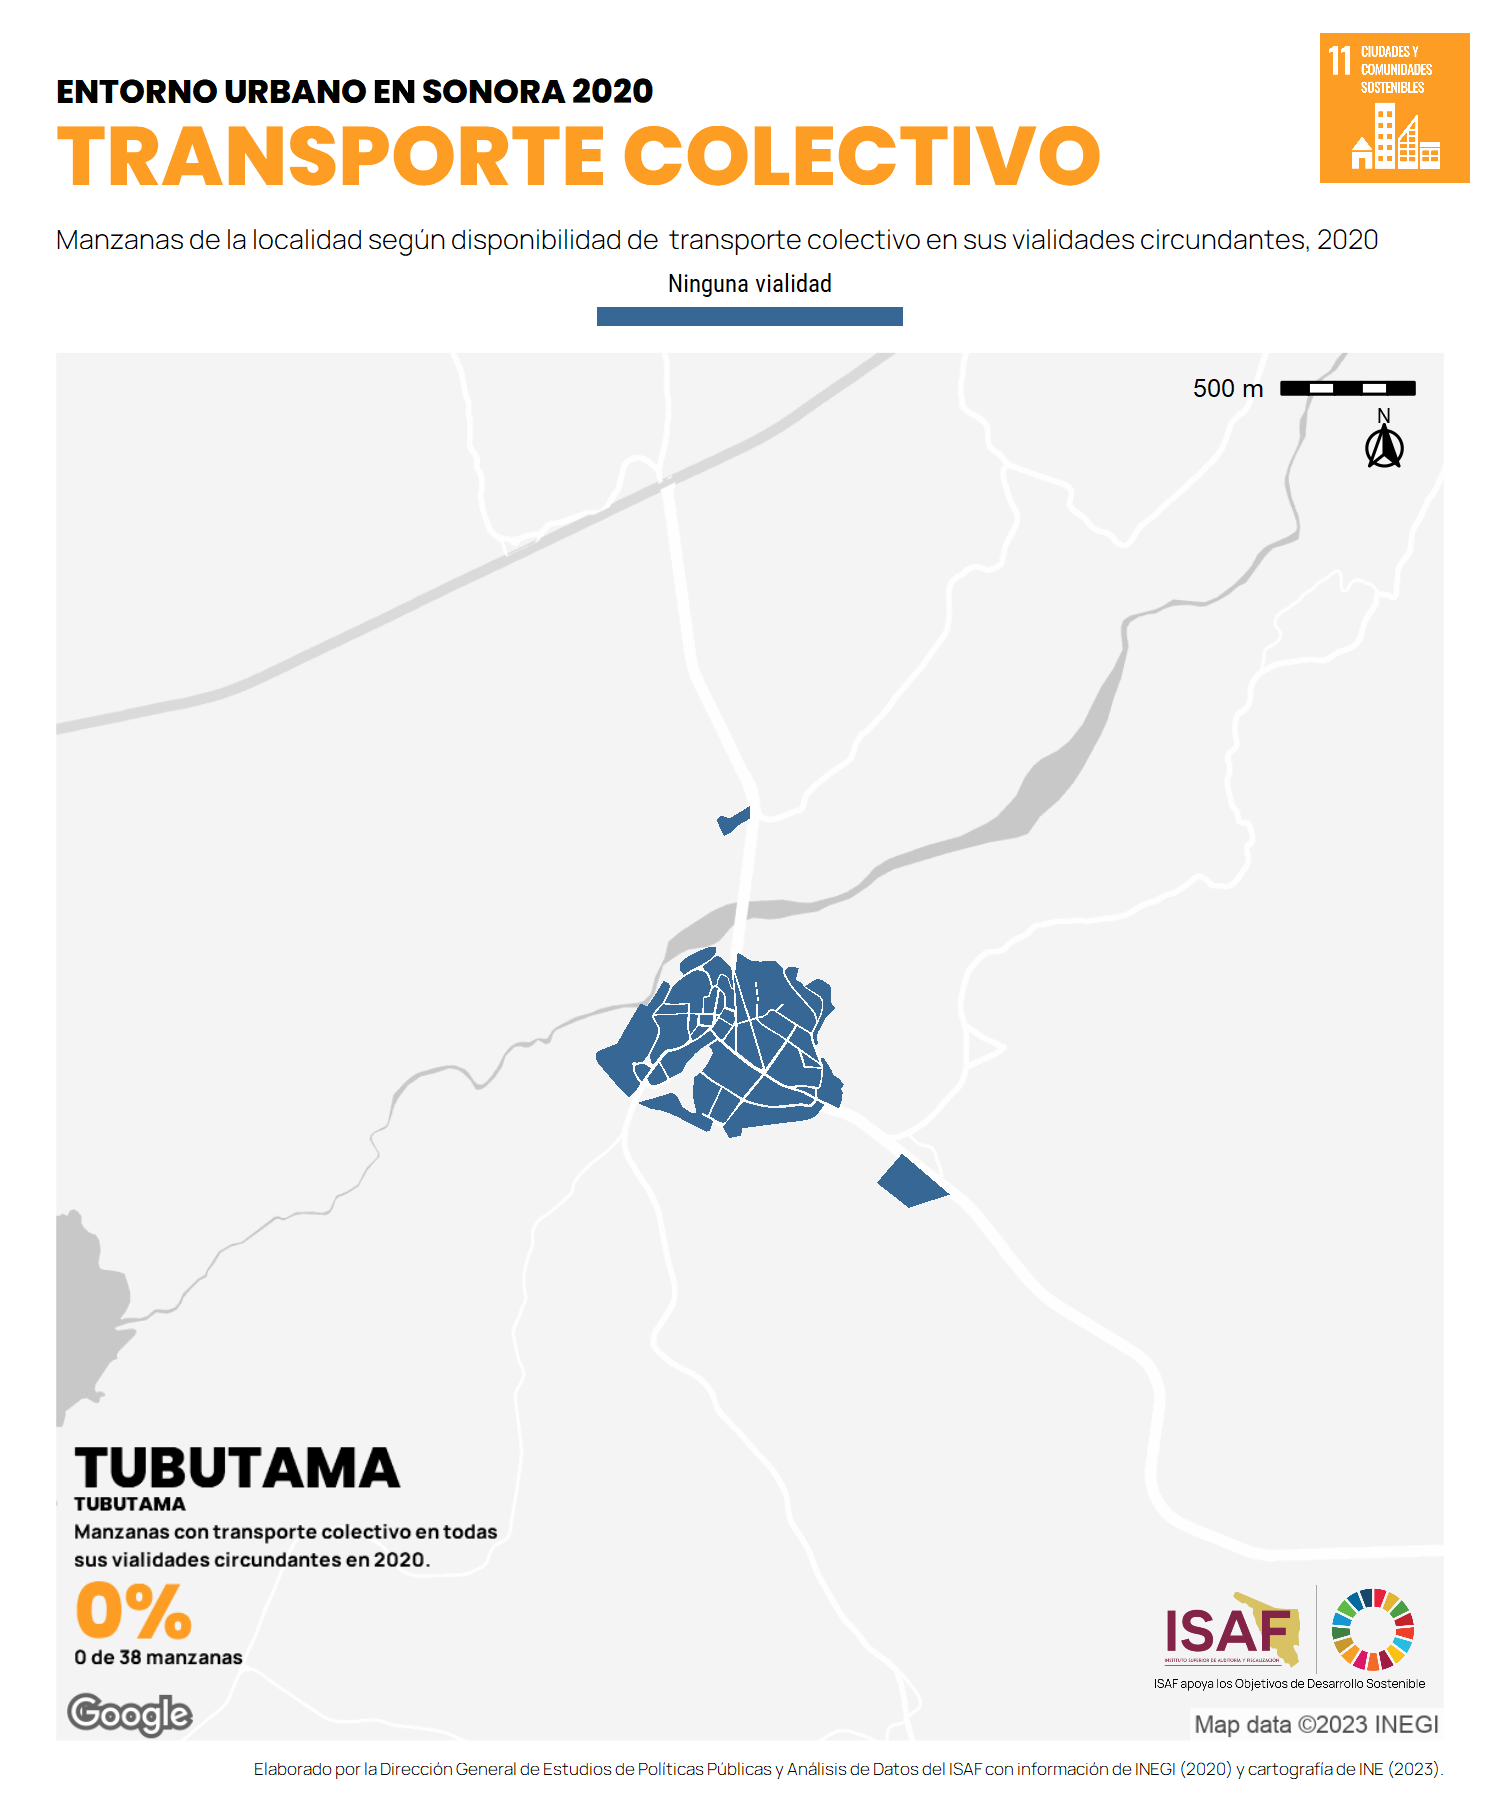 ENTORNO URBANO EN SONORA 2020
TRANSPORTE COLECTIVO
11 CIUDADES Y
COMUNIDADES
SOSTENIBLES
Manzanas de la localidad según disponibilidad de transporte colectivo en sus vialidades circundantes, 2020
Ninguna vialidad
500 m
N
TUBUTAMA
TUBUTAMA
Manzanas con transporte colectivo en todas
sus vialidades circundantes en 2020.
0%
0 de 38 manzanas
Google
ISAF
INSTITUTO SUPERIOR DE AUDITORÍA Y FISCALIZACIÓN
ISAF apoya los Objetivos de Desarrollo Sostenible
Map data ©2023 INEGI
Elaborado por la Dirección General de Estudios de Políticas Públicas y Análisis de Datos del ISAF con información de INEGI (2020) y cartografía de INE (2023).